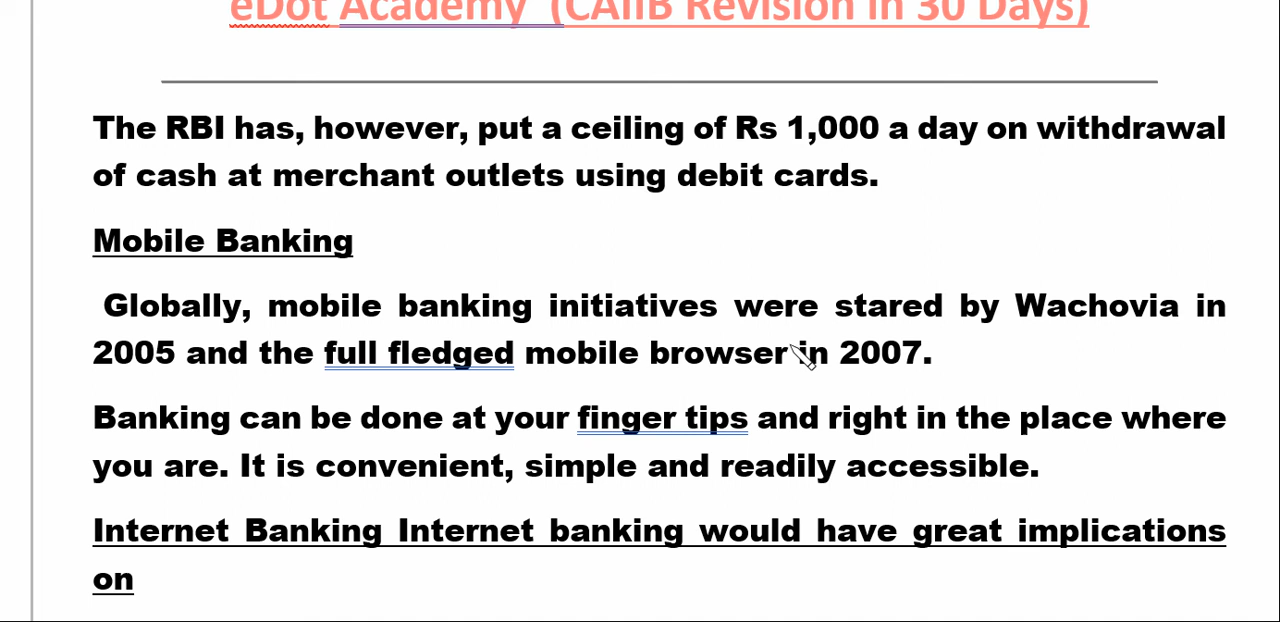 eDot Academy (CAIIB Revision in 30 Days)
The RBI has, however, put a ceiling of Rs 1,000 a day on withdrawal
of cash at merchant outlets using debit cards.
Mobile Banking
Globally, mobile banking initiatives were stared by Wachovia in
2005 and the full fledged mobile browser in 2007.
Banking can be done at your finger tips and right in the place where
you are. It is convenient, simple and readily accessible.
Internet Banking Internet banking would have great implications
on